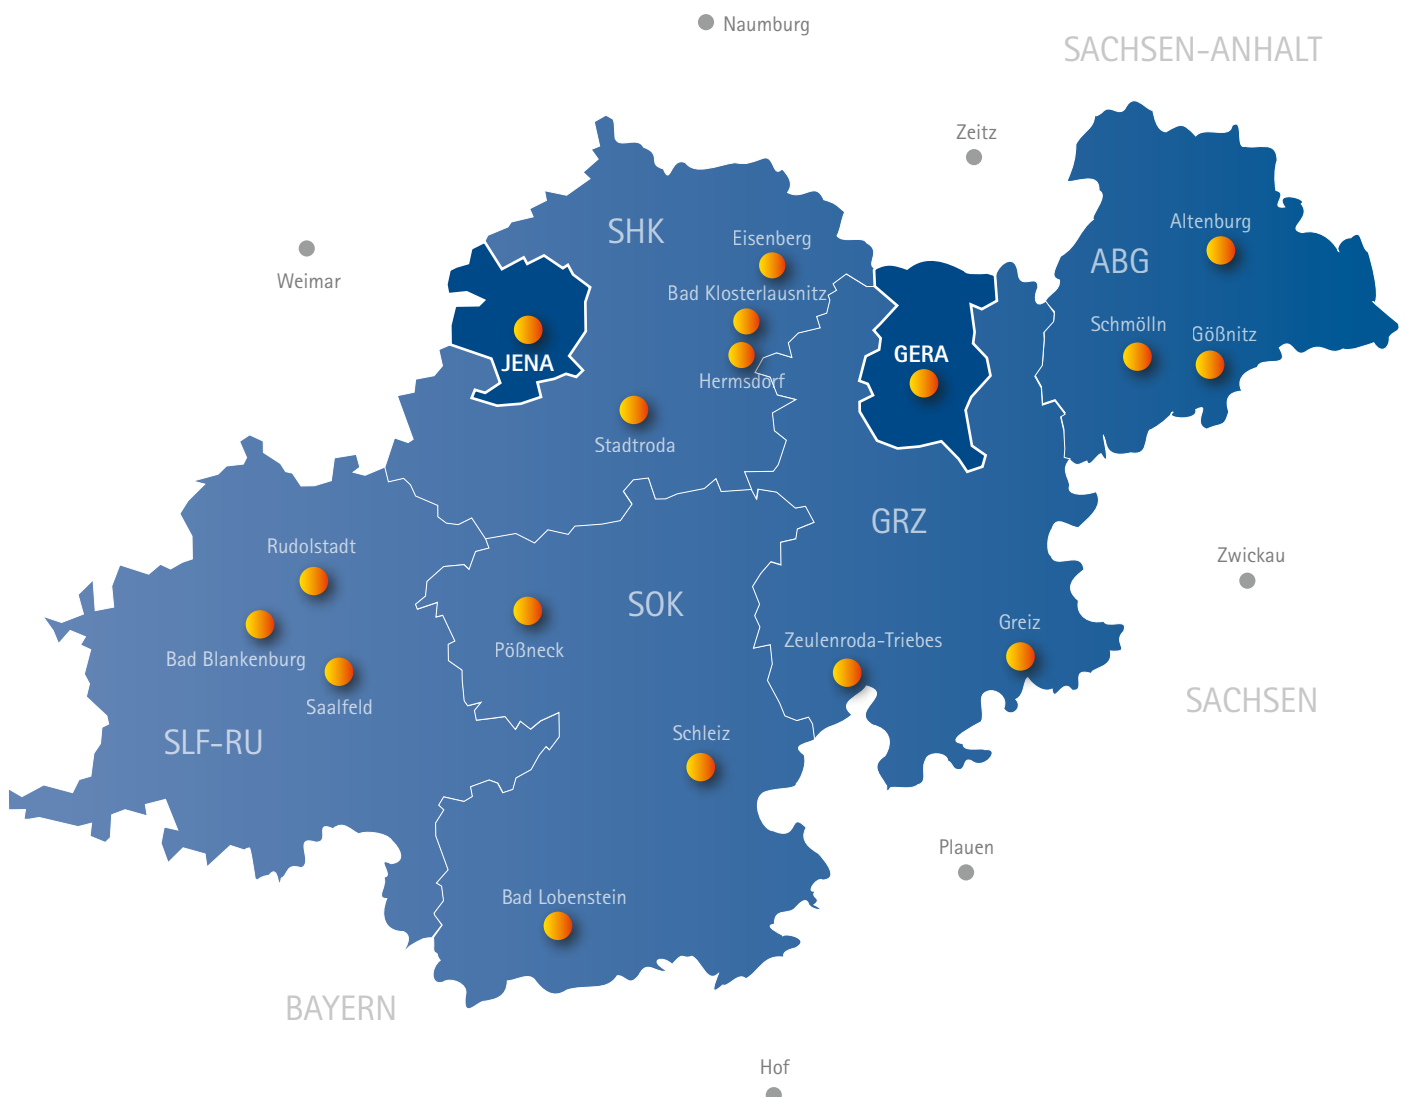 Naumburg
SACHSEN-ANHALT
Zeitz
Altenburg
SHK
Eisenberg
ABG
Weimar
Bad Klosterlausnitz
Schmölln
Gößnitz
JENA
GERA
Hermsdorf
Stadtroda
GRZ
Rudolstadt
Zwickau
SOK
Greiz
Zeulenroda-Triebes
Pößneck
Bad Blankenburg
SACHSEN
Saalfeld
Schleiz
SLF-RU
Plauen
Bad Lobenstein
BAYERN
Hof